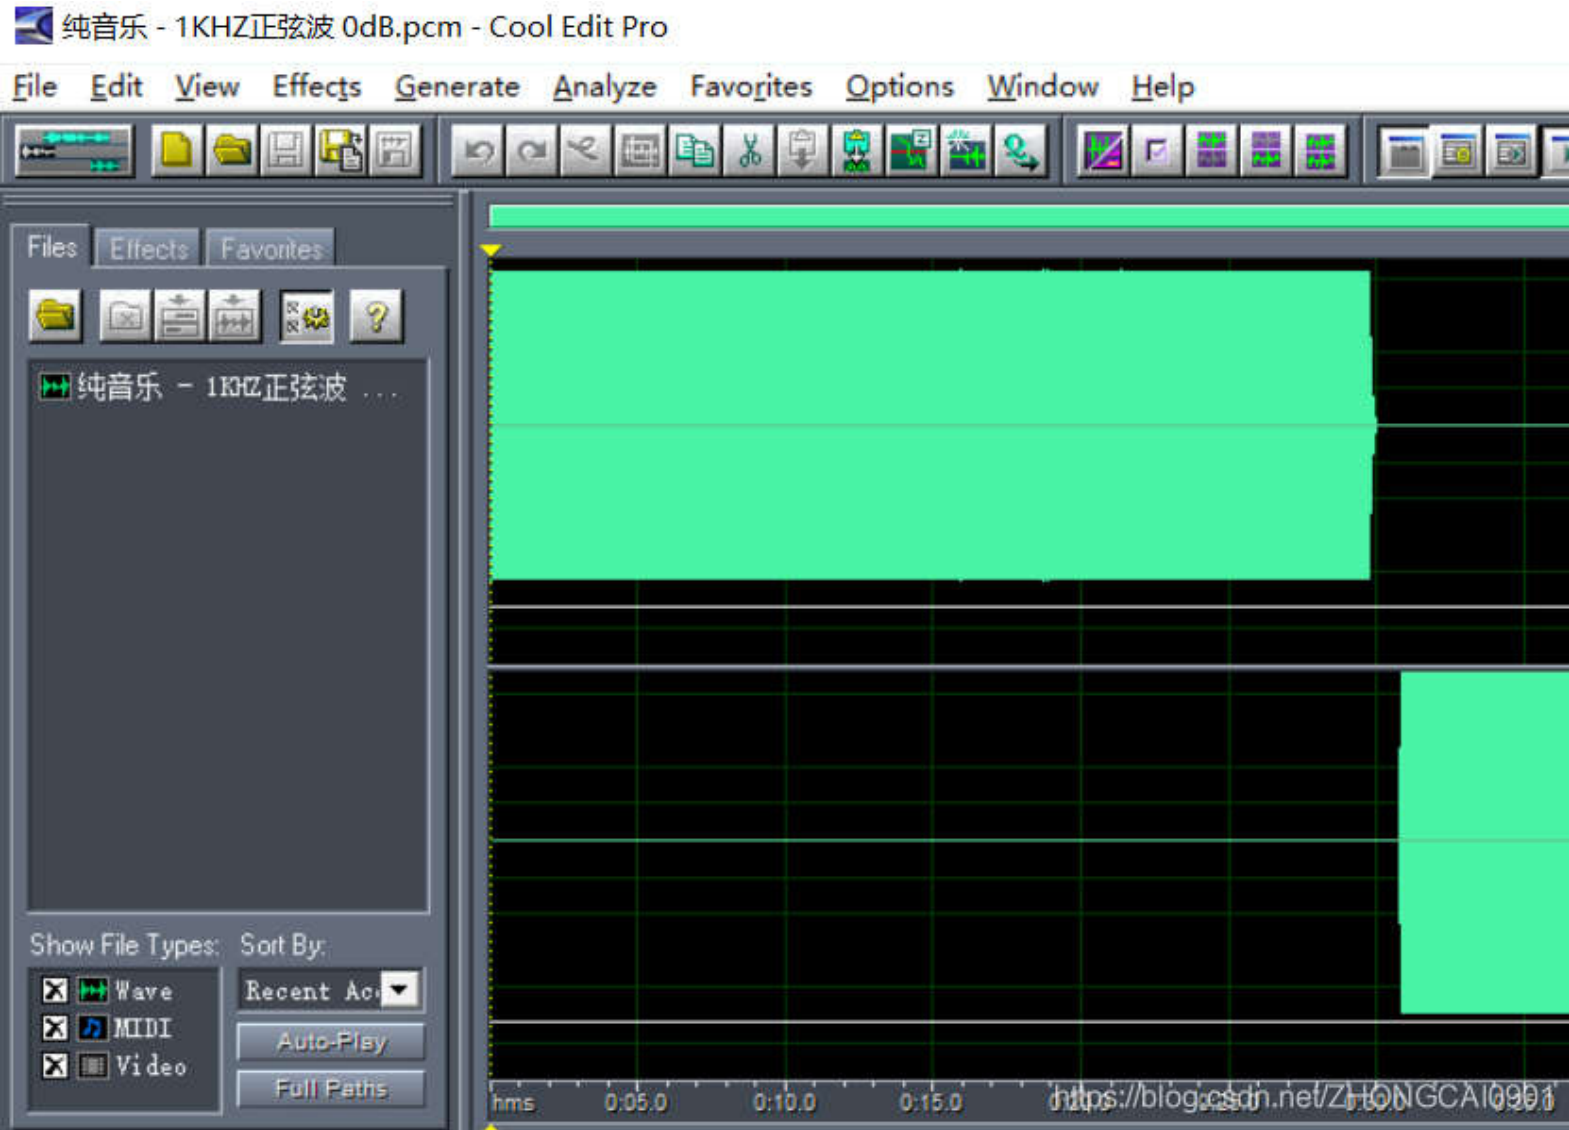 纯音乐 - 1KHZ正弦波 0dB.pcm - Cool Edit Pro
File Edit View Effects Generate Analyze Favorites Options Window Help
Files Effects Favorites
纯音乐 - 1KHZ正弦波 ...
Show File Types: Sort By:
Wave
Recent Ac
MIDI
Auto-Play
Video
Full Paths
hms 0:05.0 0:10.0 0:15.0
https://blog.csdn.net/ZHONGCAI0901